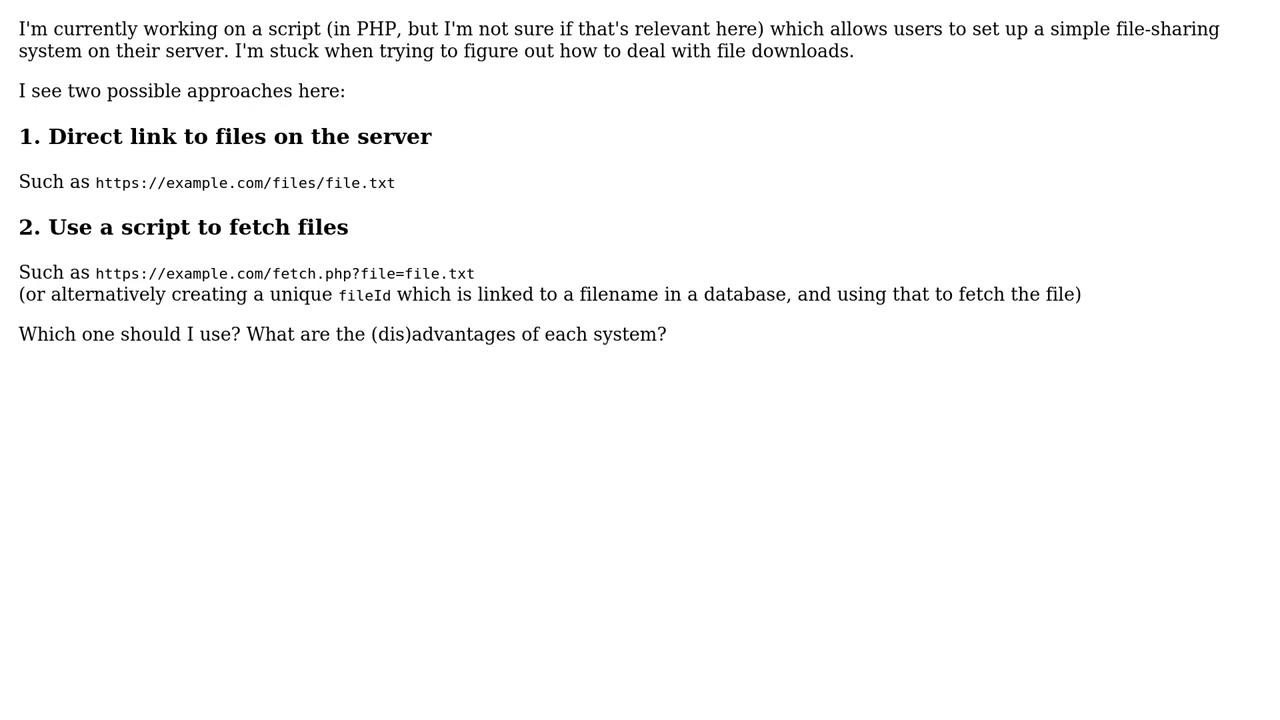 I'm currently working on a script (in PHP, but I'm not sure if that's relevant here) which allows users to set up a simple file-sharing
system on their server. I'm stuck when trying to figure out how to deal with file downloads.
I see two possible approaches here:
1. Direct link to files on the server
Such as https://example.com/files/file.txt
2. Use a script to fetch files
Such as https://example.com/fetch.php?file=file.txt
(or alternatively creating a unique fileId which is linked to a filename in a database, and using that to fetch the file)
Which one should I use? What are the (dis)advantages of each system?